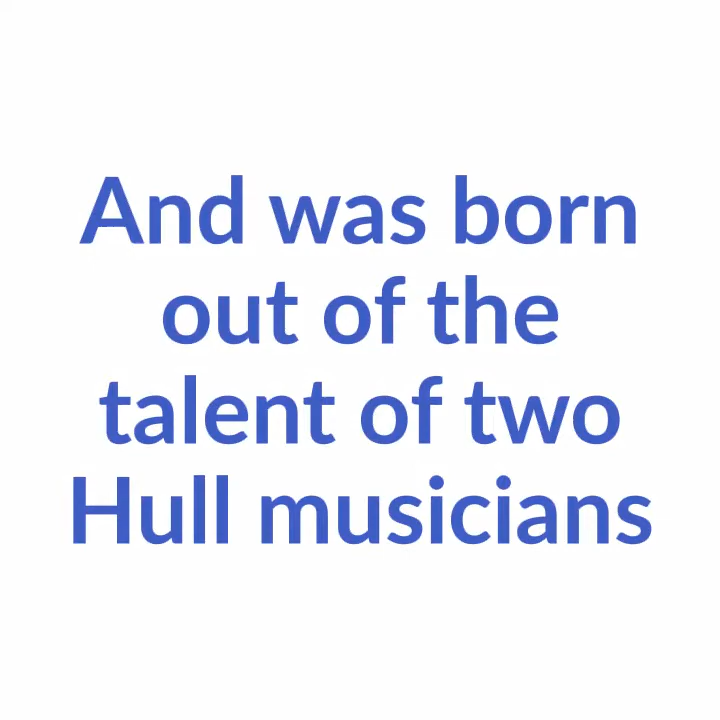 And was born
out of the
talent of two
Hull musicians